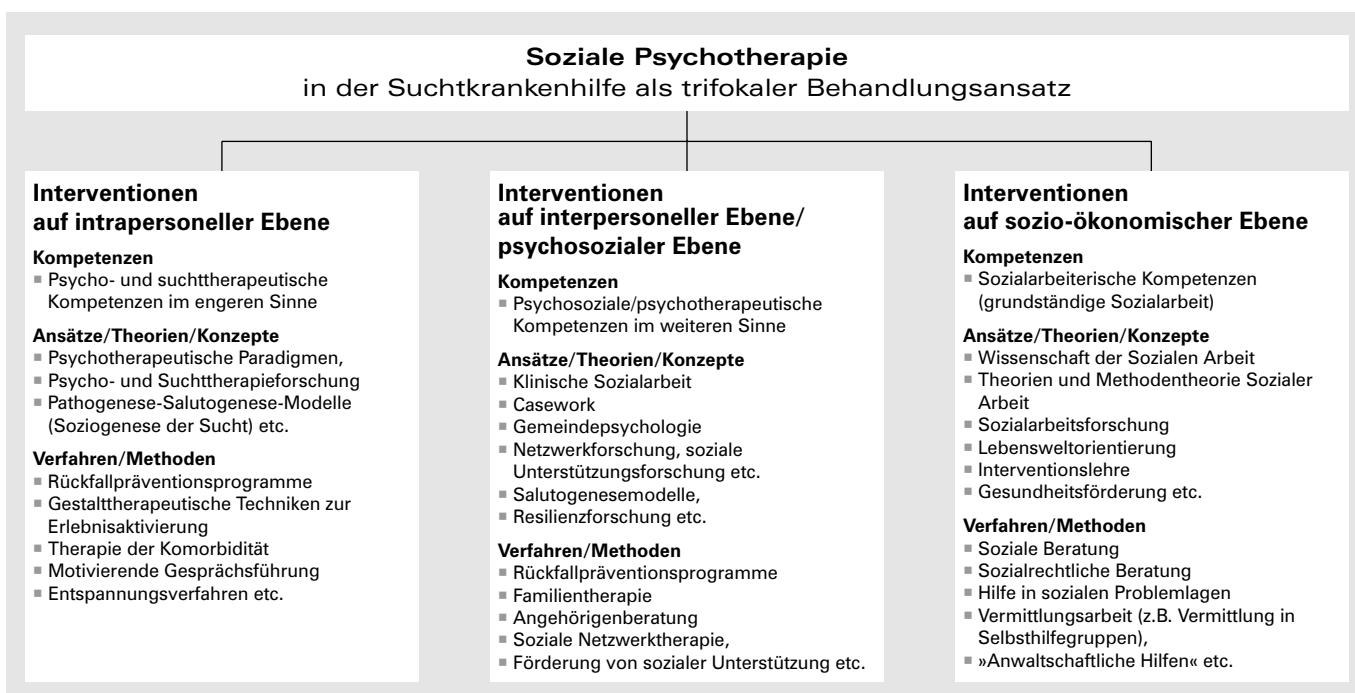 Soziale Psychotherapie
in der Suchtkrankenhilfe als trifokaler Behandlungsansatz
Interventionen
auf intrapersoneller Ebene
Kompetenzen
▪ Psycho- und suchttherapeutische
Kompetenzen im engeren Sinne
Ansätze/Theorien/Konzepte
▪ Psychotherapeutische Paradigmen,
▪ Psycho- und Suchttherapieforschung
▪ Pathogenese-Salutogenese-Modelle
(Soziogenese der Sucht) etc.
Verfahren/Methoden
▪ Rückfallpräventionsprogramme
▪ Gestalttherapeutische Techniken zur
Erlebnisaktivierung
▪ Therapie der Komorbidität
▪ Motivierende Gesprächsführung
▪ Entspannungsverfahren etc.
Interventionen
auf interpersoneller Ebene/
psychosozialer Ebene
Kompetenzen
▪ Psychosoziale/psychotherapeutische
Kompetenzen im weiteren Sinne
Ansätze/Theorien/Konzepte
▪ Klinische Sozialarbeit
▪ Casework
▪ Gemeindepsychologie
▪ Netzwerkforschung, soziale
Unterstützungsforschung etc.
▪ Salutogenesemodelle,
▪ Resilienzforschung etc.
Verfahren/Methoden
▪ Rückfallpräventionsprogramme
▪ Familientherapie
▪ Angehörigenberatung
▪ Soziale Netzwerktherapie,
▪ Förderung von sozialer Unterstützung etc.
Interventionen
auf sozio-ökonomischer Ebene
Kompetenzen
▪ Sozialarbeiterische Kompetenzen
(grundständige Sozialarbeit)
Ansätze/Theorien/Konzepte
▪ Wissenschaft der Sozialen Arbeit
▪ Theorien und Methodentheorie Sozialer
Arbeit
▪ Sozialarbeitsforschung
▪ Lebensweltorientierung
▪ Interventionslehre
▪ Gesundheitsförderung etc.
Verfahren/Methoden
▪ Soziale Beratung
▪ Sozialrechtliche Beratung
▪ Hilfe in sozialen Problemlagen
▪ Vermittlungsarbeit (z.B. Vermittlung in
Selbsthilfegruppen),
▪ »Anwaltschaftliche Hilfen« etc.